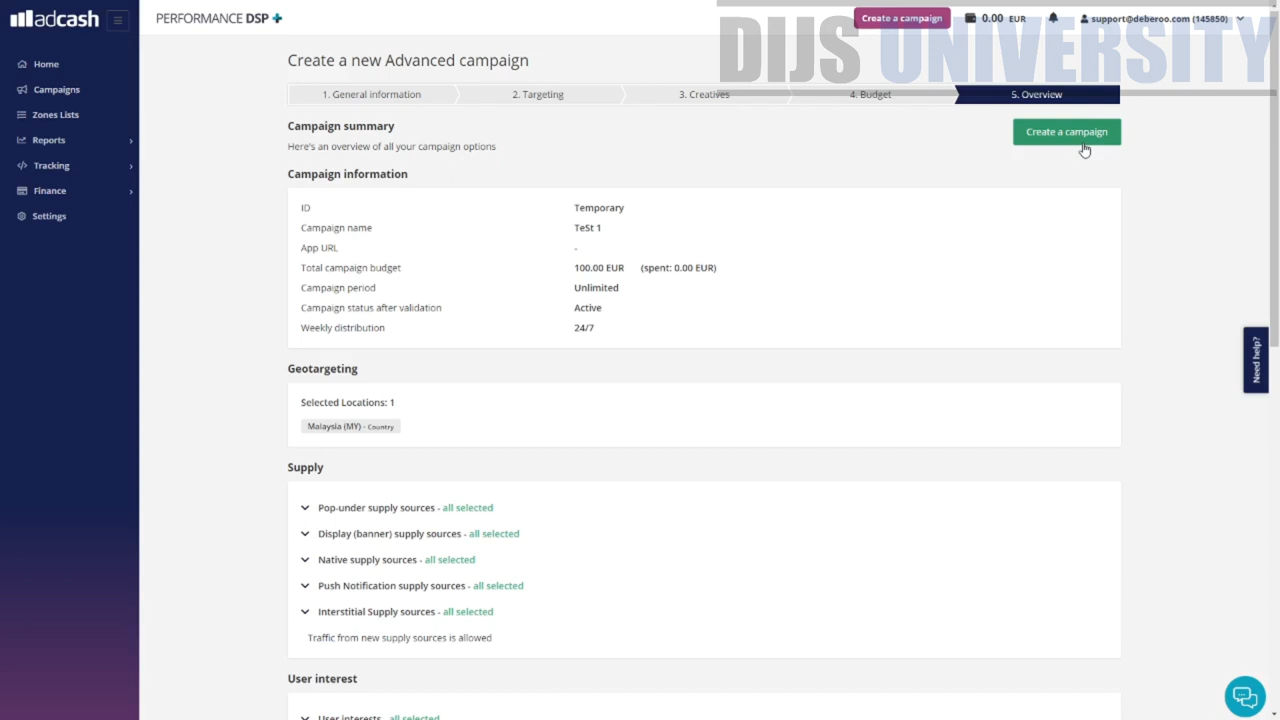 adcash
PERFORMANCE DSP
Create a campaign
0.00 EUR
support@deberoo.com (145850)
DIJS UNIVERSITY
Home
Campaigns
Zones Lists
Reports
Tracking
Finance
Settings
Create a new Advanced campaign
1. General information
2. Targeting
3. Creatives
4. Budget
5. Overview
Campaign summary
Create a campaign
Here's an overview of all your campaign options
Campaign information
ID Temporary
Campaign name TeSt 1
App URL -
Total campaign budget 100.00 EUR (spent: 0.00 EUR)
Campaign period Unlimited
Campaign status after validation Active
Weekly distribution 24/7
Need help?
Geotargeting
Selected Locations: 1
Malaysia (MY) - Country
Supply
Pop-under supply sources - all selected
Display (banner) supply sources - all selected
Native supply sources - all selected
Push Notification supply sources - all selected
Interstitial Supply sources - all selected
Traffic from new supply sources is allowed
User interest
User interests - all selected